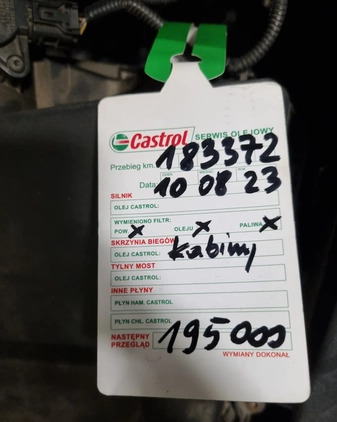 Castrol SERWIS OLEJOWY
Przebieg km. 183372
Data 10 08 23
SILNIK
OLEJ CASTROL:
WYMIENIONO FILTR:
POW. X OLEJU X PALIWA X
SKRZYNIA BIEGÓW kabiny
OLEJ CASTROL:
TYLNY MOST
OLEJ CASTROL:
INNE PŁYNY
PŁYN HAM. CASTROL
PŁYN CHŁ. CASTROL
NASTĘPNY PRZEGLĄD 195000
WYMIANY DOKONAŁ